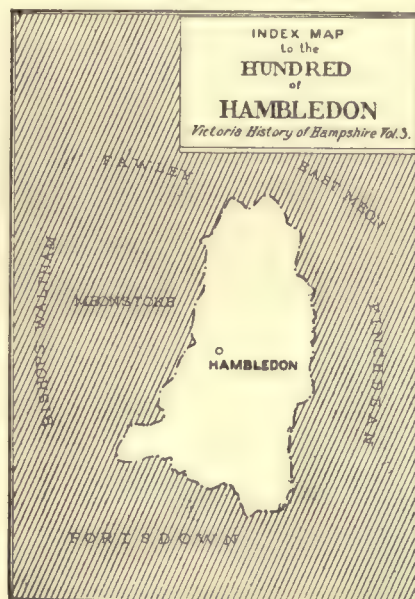 INDEX MAP
to the
HUNDRED
of
HAMBLEDON
Victoria History of Hampshire Vol. 3.
FAWLEY
EAST MEON
BISHOPS WALTHAM
MEONSTOKE
FINCHDEAN
HAMBLEDON
PORTSDOWN